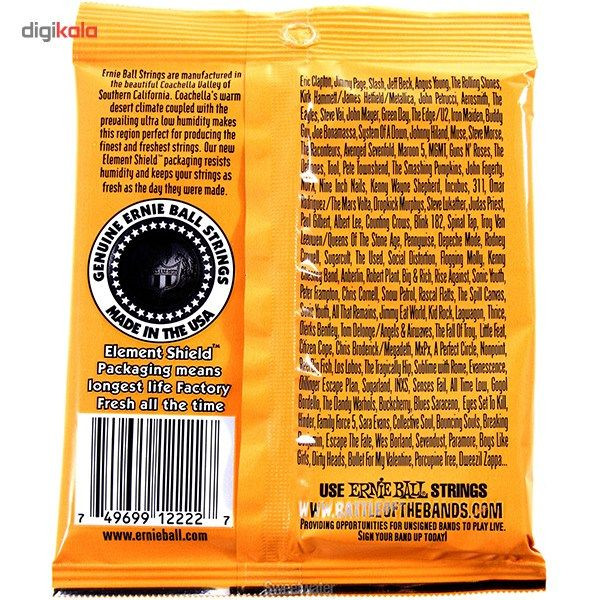 digikala
Ernie Ball Strings are manufactured in
the beautiful Coachella Valley of
Southern California. Coachella's warm
desert climate coupled with the
prevailing ultra low humidity makes
this region perfect for producing the
finest and freshest strings. Our new
Element Shield™ packaging resists
humidity and keeps your strings as
fresh as the day they were made.
GENUINE ERNIE BALL STRINGS
MADE IN THE USA
Element Shield™
Packaging means
longest life Factory
Fresh all the time
7 49699 12222 7
www.ernieball.com
Eric Clapton, Jimmy Page, Slash, Jeff Beck, Angus Young, The Rolling Stones,
Kirk Hammett/James Hetfield/Metallica, John Petrucci, Aerosmith, The
Eagles, Steve Vai, John Mayer, Green Day, The Edge/U2, Iron Maiden, Buddy
Guy, Joe Bonamassa, System Of A Down, Johnny Hiland, Muse, Steve Morse,
The Raconteurs, Avenged Sevenfold, Maroon 5, MGMT, Guns N' Roses, The
Deftones, Tool, Pete Townshend, The Smashing Pumpkins, John Fogerty,
NOFX, Nine Inch Nails, Kenny Wayne Shepherd, Incubus, 311, Omar
Rodriguez/The Mars Volta, Dropkick Murphys, Steve Lukather, Judas Priest,
Paul Gilbert, Albert Lee, Counting Crows, Blink 182, Spinal Tap, Troy Van
Leeuwen/Queens Of The Stone Age, Pennywise, Depeche Mode, Rodney
Crowell, Sugarcult, The Used, Social Distortion, Flogging Molly, Kenny
Chesney Band, Anberlin, Robert Plant, Big & Rich, Rise Against, Sonic Youth,
Peter Frampton, Chris Cornell, Snow Patrol, Rascal Flatts, The Spill Canvas,
Sonic Youth, All That Remains, Jimmy Eat World, Kid Rock, Lagwagon, Thrice,
Dierks Bentley, Tom Delonge/Angels & Airwaves, The Fall Of Troy, Little Feat,
Citizen Cope, Chris Broderick/Megadeth, MxPx, A Perfect Circle, Nonpoint,
Reel Big Fish, Los Lobos, The Tragically Hip, Sublime with Rome, Evanescence,
Dillinger Escape Plan, Sugarland, INXS, Senses Fail, All Time Low, Gogol
Bordello, The Dandy Warhols, Buckcherry, Blues Saraceno, Eyes Set To Kill,
Hinder, Family Force 5, Sara Evans, Collective Soul, Bouncing Souls, Breaking
Benjamin, Escape The Fate, Wes Borland, Sevendust, Paramore, Boys Like
Girls, Dirty Heads, Bullet For My Valentine, Porcupine Tree, Dweezil Zappa...
USE ERNIE BALL STRINGS
WWW.BATTLEOFTHEBANDS.COM
PROVIDING OPPORTUNITIES FOR UNSIGNED BANDS TO PLAY LIVE.
SIGN YOUR BAND UP TODAY!
Sweetwater